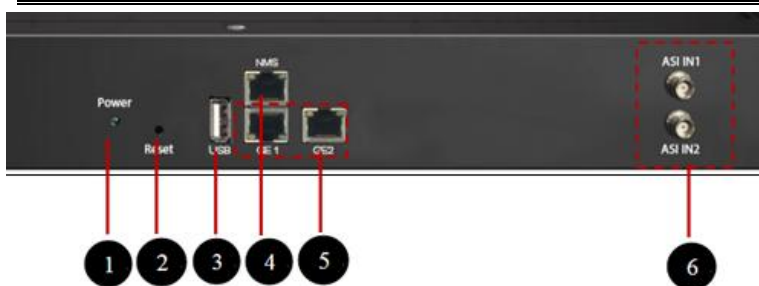 NMS
ASI IN1
Power
Reset
USB
GE 1
GE2
ASI IN2
1
2
3
4
5
6